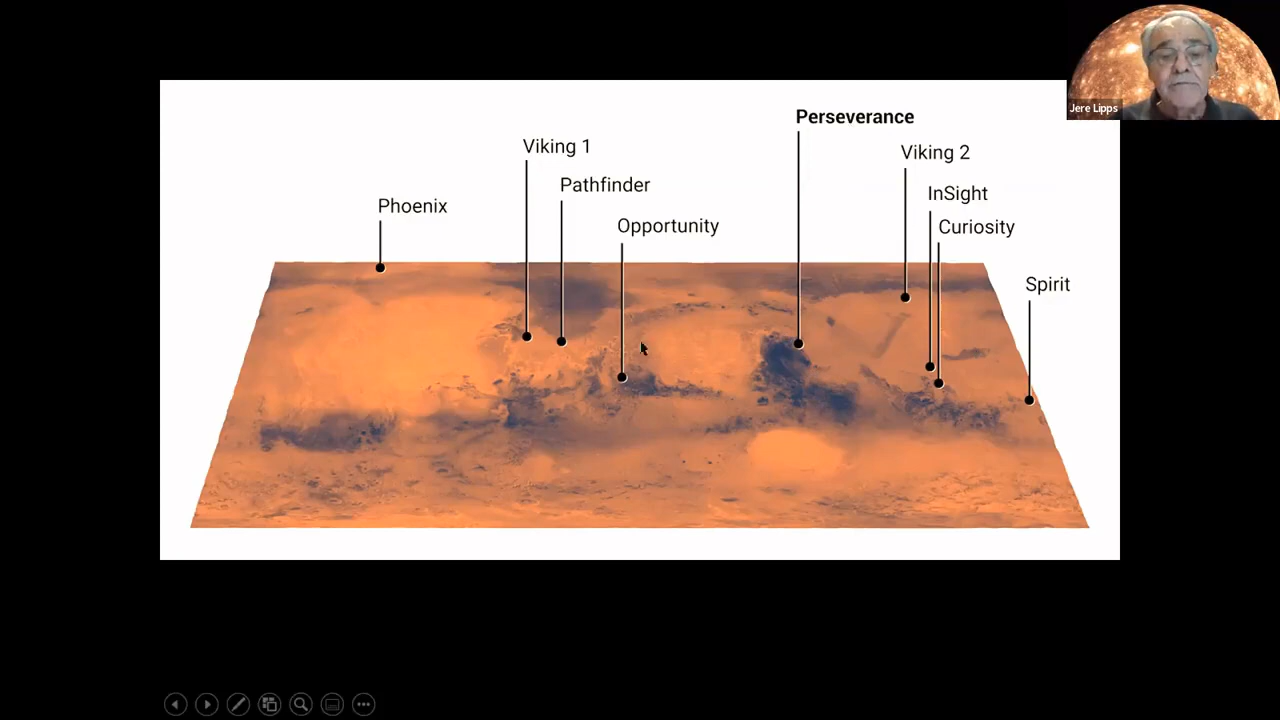 Jere Lipps
Perseverance
Viking 1
Viking 2
Pathfinder
InSight
Phoenix
Opportunity
Curiosity
Spirit